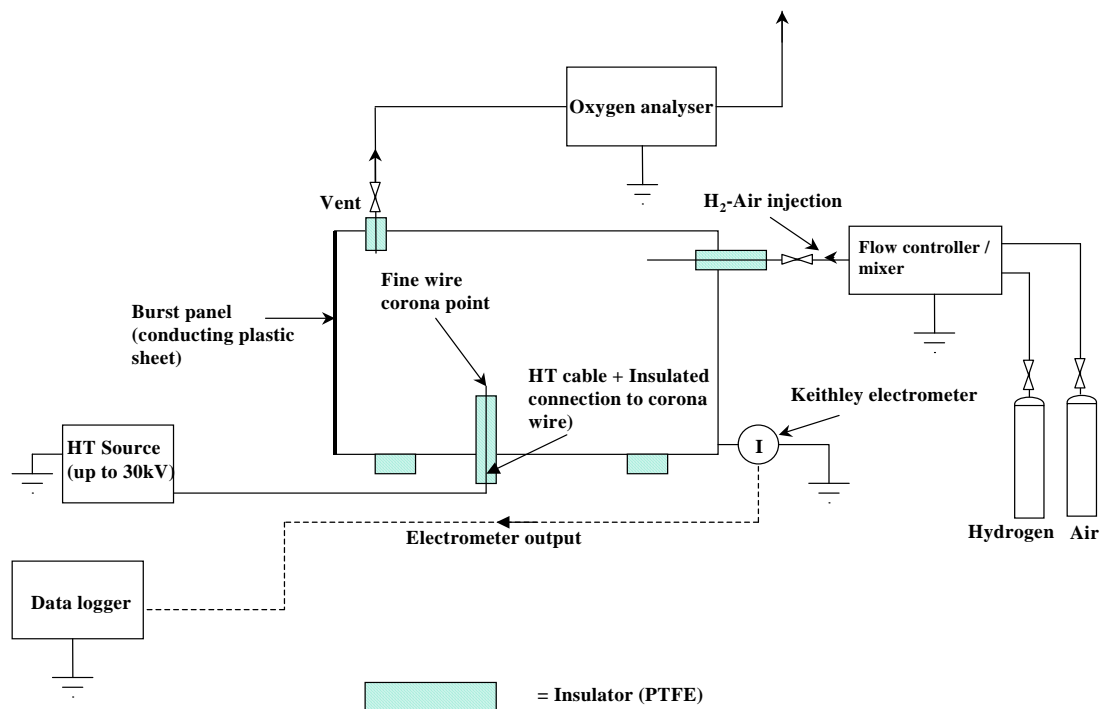 Oxygen analyser
Vent
H2-Air injection
Flow controller /
mixer
Fine wire
corona point
Burst panel
(conducting plastic
sheet)
HT cable + Insulated
connection to corona
wire)
Keithley electrometer
HT Source
(up to 30kV)
I
Hydrogen
Air
Electrometer output
Data logger
= Insulator (PTFE)